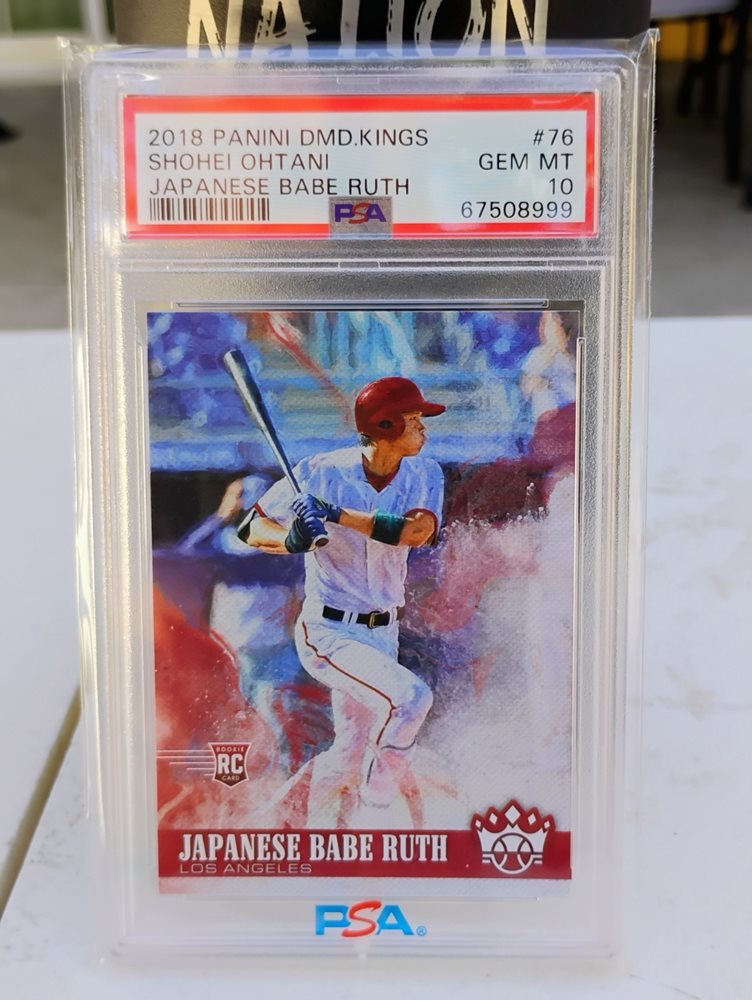 NATION
2018 PANINI DMD.KINGS #76
SHOHEI OHTANI GEM MT
JAPANESE BABE RUTH 10
PSA 67508999
ROOKIE
RC
CARD
JAPANESE BABE RUTH
LOS ANGELES
PSA®